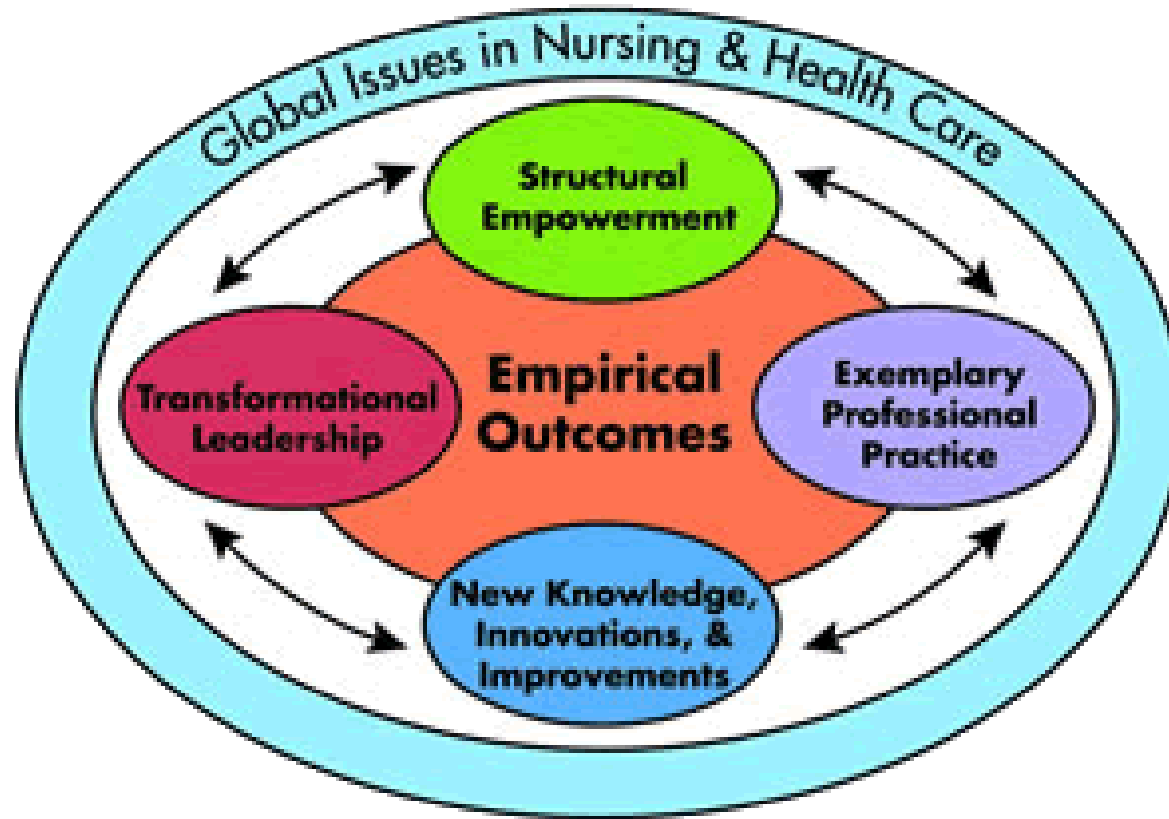 Global Issues in Nursing & Health Care
Structural
Empowerment
Transformational
Leadership
Empirical
Outcomes
Exemplary
Professional
Practice
New Knowledge,
Innovations, &
Improvements